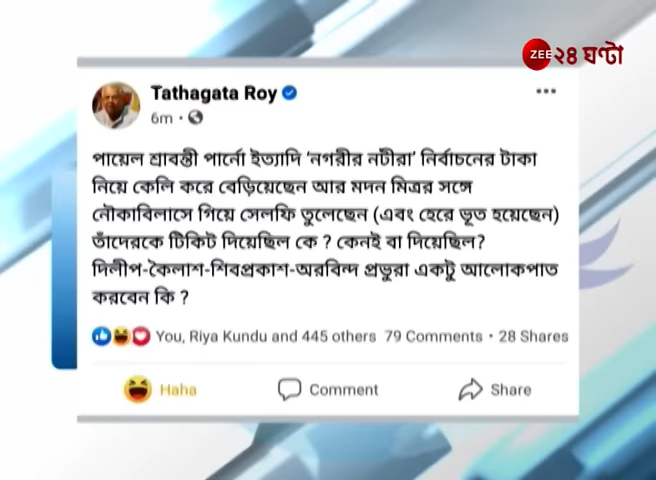 ZEE ২৪ ঘণ্টা
Tathagata Roy
6m
পায়েল শ্রাবন্তী পার্নো ইত্যাদি 'নগরীর নটীরা' নির্বাচনের টাকা
নিয়ে কেলি করে বেড়িয়েছেন আর মদন মিত্রর সঙ্গে
নৌকাবিলাসে গিয়ে সেলফি তুলেছেন (এবং হেরে ভূত হয়েছেন)
তাঁদেরকে টিকিট দিয়েছিল কে ? কেনই বা দিয়েছিল?
দিলীপ-কৈলাশ-শিবপ্রকাশ-অরবিন্দ প্রভুরা একটু আলোকপাত
করবেন কি ?
You, Riya Kundu and 445 others 79 Comments • 28 Shares
Haha Comment Share